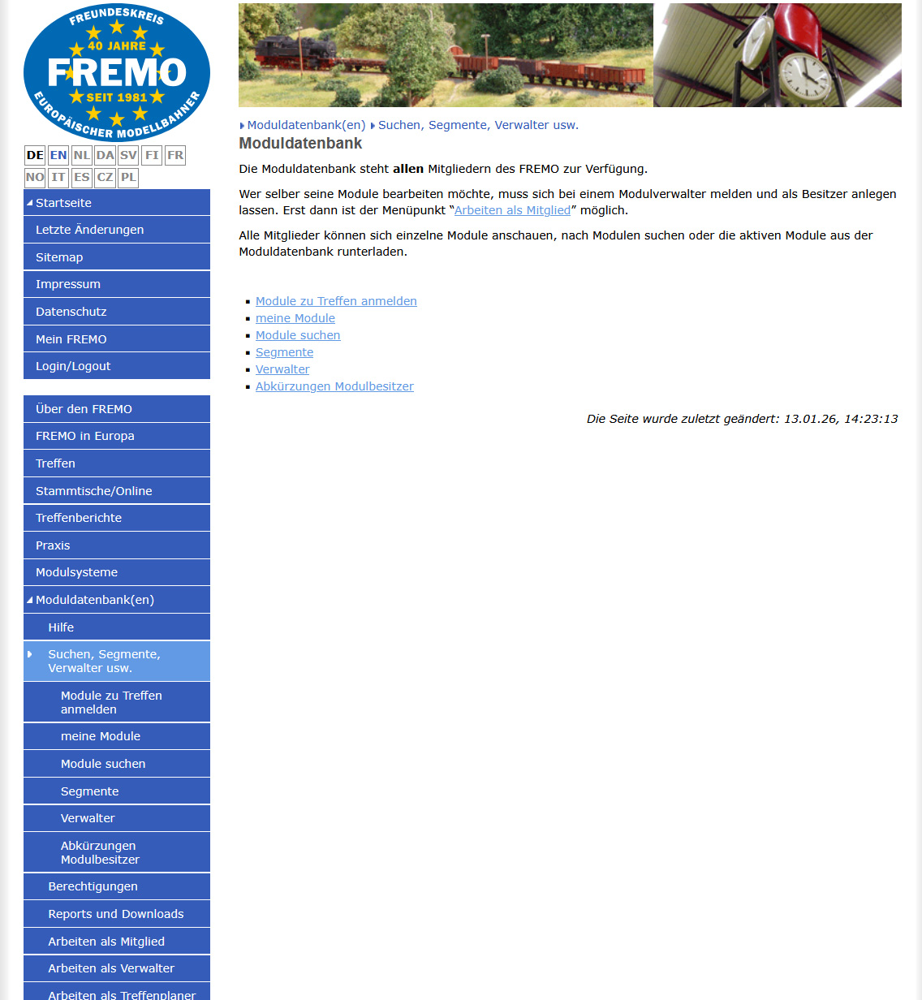 FREUNDESKREIS
40 JAHRE
FREMO
SEIT 1981
EUROPÄISCHER MODELLBAHNER
DE EN NL DA SV FI FR
NO IT ES CZ PL
Startseite
Letzte Änderungen
Sitemap
Impressum
Datenschutz
Mein FREMO
Login/Logout
Über den FREMO
FREMO in Europa
Treffen
Stammtische/Online
Treffenberichte
Praxis
Modulsysteme
Moduldatenbank(en)
Hilfe
Suchen, Segmente,
Verwalter usw.
Module zu Treffen
anmelden
meine Module
Module suchen
Segmente
Verwalter
Abkürzungen
Modulbesitzer
Berechtigungen
Reports und Downloads
Arbeiten als Mitglied
Arbeiten als Verwalter
Arbeiten als Treffenplaner
Moduldatenbank(en) Suchen, Segmente, Verwalter usw.
Moduldatenbank
Die Moduldatenbank steht allen Mitgliedern des FREMO zur Verfügung.
Wer selber seine Module bearbeiten möchte, muss sich bei einem Modulverwalter melden und als Besitzer anlegen
lassen. Erst dann ist der Menüpunkt “Arbeiten als Mitglied” möglich.
Alle Mitglieder können sich einzelne Module anschauen, nach Modulen suchen oder die aktiven Module aus der
Moduldatenbank runterladen.
Module zu Treffen anmelden
meine Module
Module suchen
Segmente
Verwalter
Abkürzungen Modulbesitzer
Die Seite wurde zuletzt geändert: 13.01.26, 14:23:13